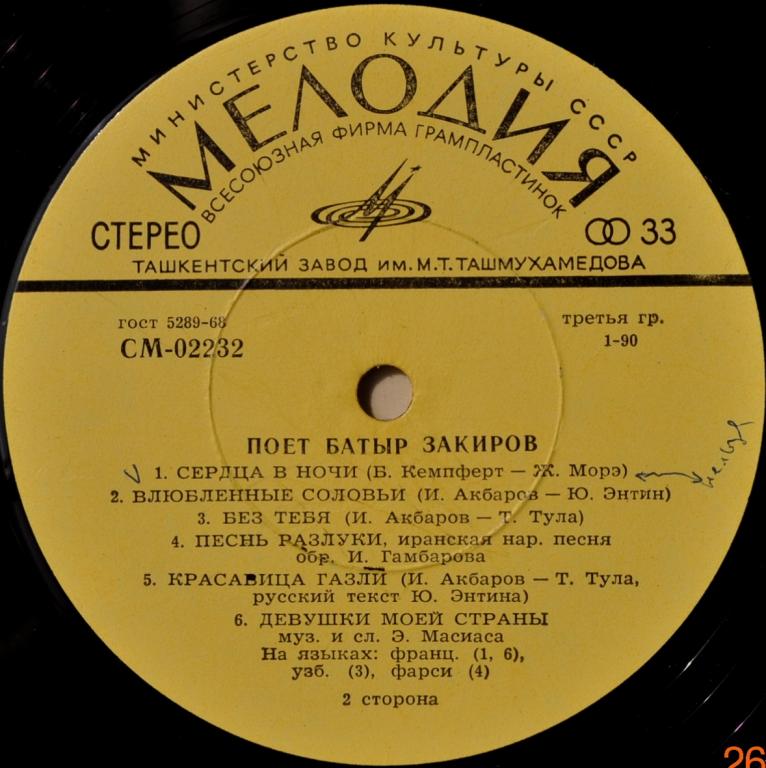 МИНИСТЕРСТВО КУЛЬТУРЫ СССР
МЕЛОДИЯ
ВСЕСОЮЗНАЯ ФИРМА ГРАМПЛАСТИНОК
СТЕРЕО
33
ТАШКЕНТСКИЙ ЗАВОД ИМ. М.Т. ТАШМУХАМЕДОВА
гост 5289-68
третья гр.
СМ-02232
1-90
ПОЕТ БАТЫР ЗАКИРОВ
1. СЕРДЦА В НОЧИ (Б. Кемпферт — Ж. Морэ)
2. ВЛЮБЛЕННЫЕ СОЛОВЬИ (И. Акбаров — Ю. Энтин)
3. БЕЗ ТЕБЯ (И. Акбаров — Т. Тула)
4. ПЕСНЬ РАЗЛУКИ, иранская нар. песня
обр. И. Гамбарова
5. КРАСАВИЦА ГАЗЛИ (И. Акбаров — Т. Тула,
русский текст Ю. Энтина)
6. ДЕВУШКИ МОЕЙ СТРАНЫ
муз. и сл. Э. Масиаса
На языках: франц. (1, 6),
узб. (3), фарси (4)
2 сторона
нельзя
26